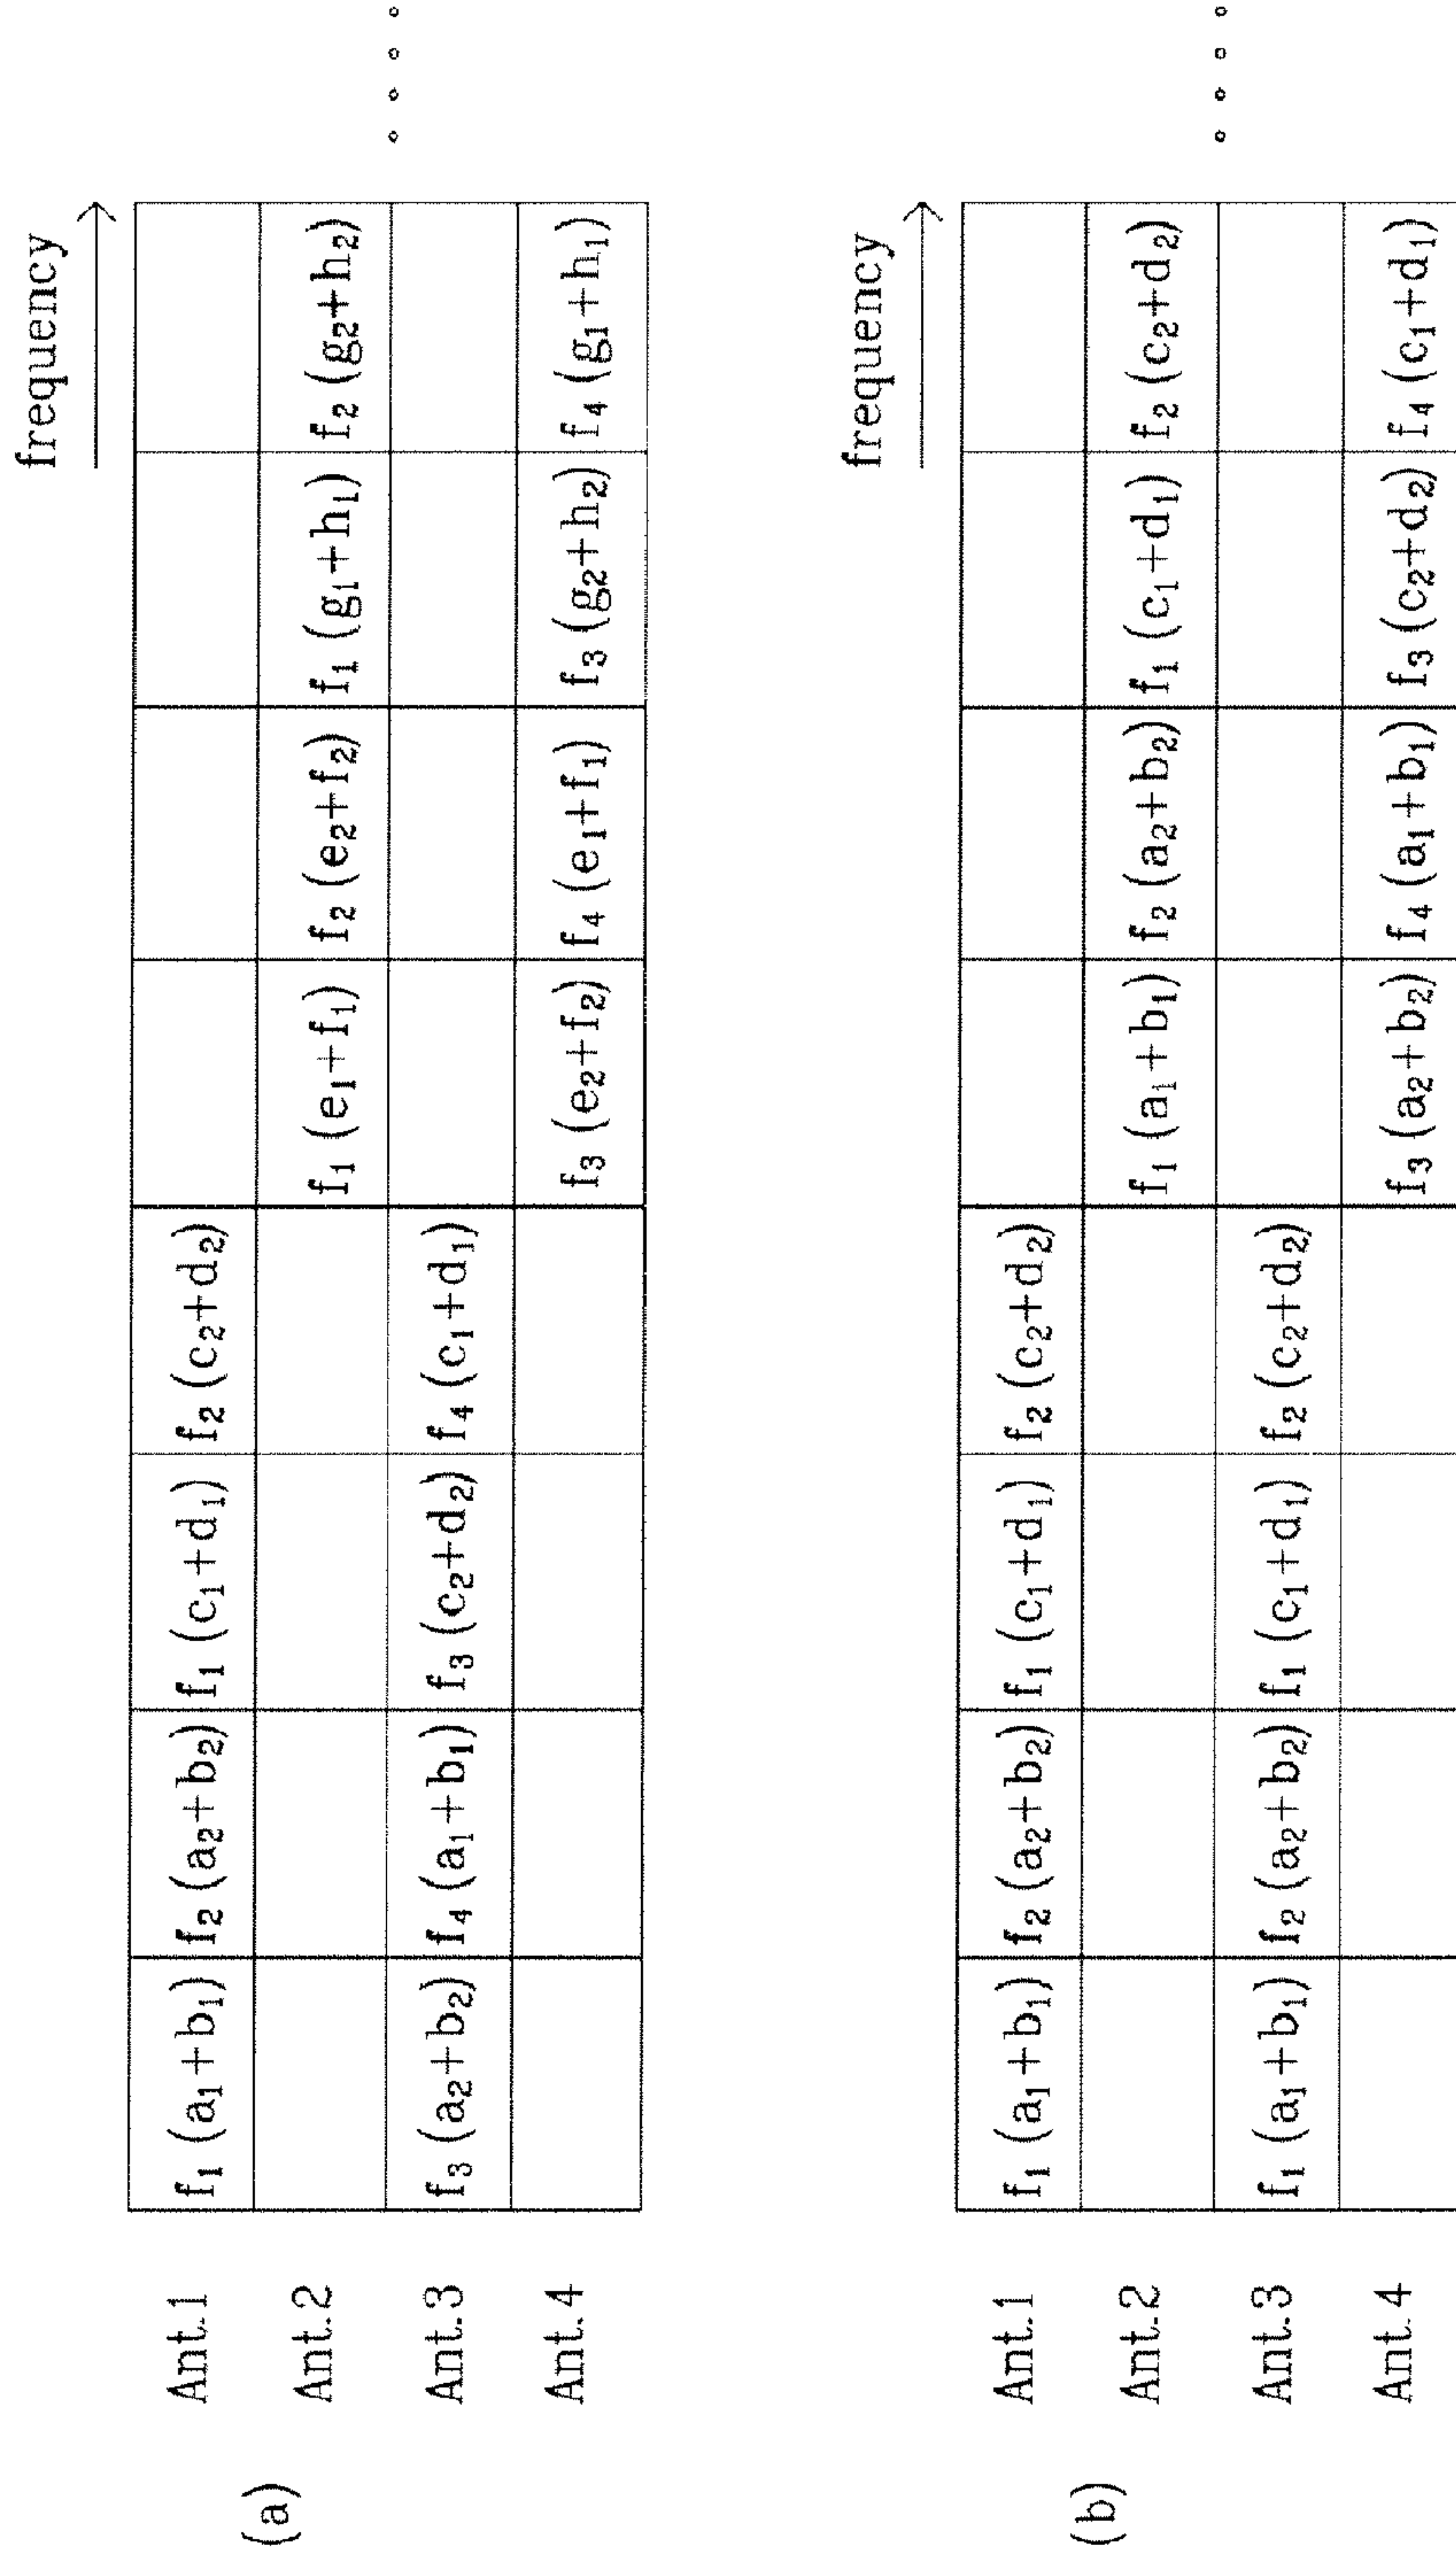 frequency
(a)
Ant.1 f₁ (a₁+b₁) f₂ (a₂+b₂) f₁ (c₁+d₁) f₂ (c₂+d₂)
Ant.2 f₁ (e₁+f₁) f₂ (e₂+f₂) f₁ (g₁+h₁) f₂ (g₂+h₂)
Ant.3 f₃ (a₂+b₂) f₄ (a₁+b₁) f₃ (c₂+d₂) f₄ (c₁+d₁)
Ant.4 f₃ (e₂+f₂) f₄ (e₁+f₁) f₃ (g₂+h₂) f₄ (g₁+h₁)
frequency
(b)
Ant.1 f₁ (a₁+b₁) f₂ (a₂+b₂) f₁ (c₁+d₁) f₂ (c₂+d₂)
Ant.2 f₁ (a₁+b₁) f₂ (a₂+b₂) f₁ (c₁+d₁) f₂ (c₂+d₂)
Ant.3 f₁ (a₁+b₁) f₂ (a₂+b₂) f₁ (c₁+d₁) f₂ (c₂+d₂)
Ant.4 f₃ (a₂+b₂) f₄ (a₁+b₁) f₃ (c₂+d₂) f₄ (c₁+d₁)